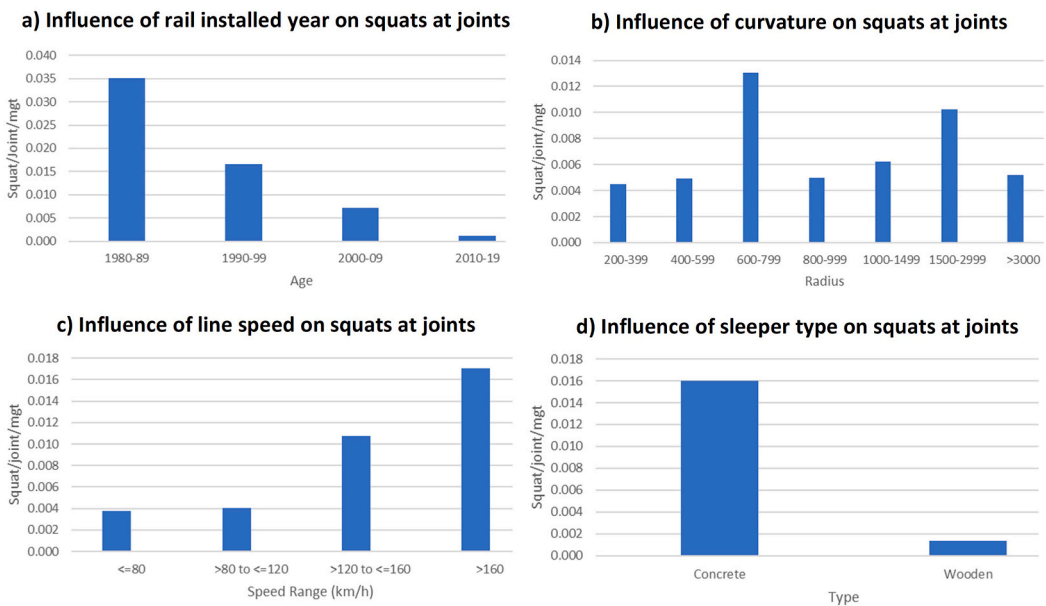 a) Influence of rail installed year on squats at joints
Squat/Joint/mgt
0.040
0.035
0.030
0.025
0.020
0.015
0.010
0.005
0.000
1980-89 1990-99 2000-09 2010-19
Age
b) Influence of curvature on squats at joints
Squat/joint/mgt
0.014
0.012
0.010
0.008
0.006
0.004
0.002
0.000
200-399 400-599 600-799 800-999 1000-1499 1500-2999 >3000
Radius
c) Influence of line speed on squats at joints
Squat/joint/mgt
0.018
0.016
0.014
0.012
0.010
0.008
0.006
0.004
0.002
0.000
<=80 >80 to <=120 >120 to <=160 >160
Speed Range (km/h)
d) Influence of sleeper type on squats at joints
Squat/joint/mgt
0.018
0.016
0.014
0.012
0.010
0.008
0.006
0.004
0.002
0.000
Concrete Wooden
Type